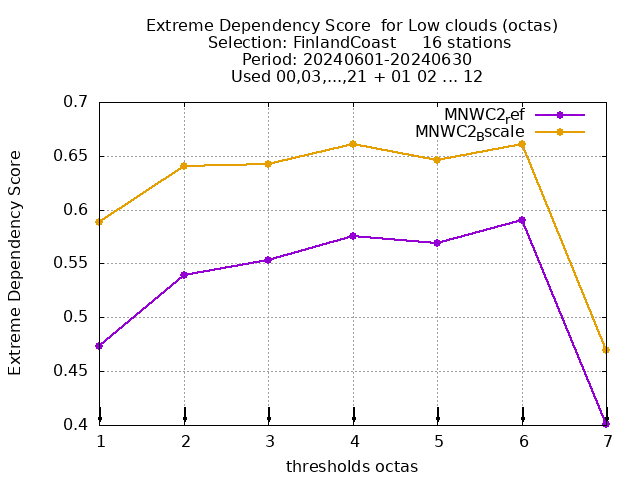 Extreme Dependency Score  for Low clouds (octas)
Selection: FinlandCoast     16 stations
Period: 20240601-20240630
Used 00,03,...,21 + 01 02 ... 12
MNWC2ref
MNWC2Bscale
Extreme Dependency Score
0.7
0.65
0.6
0.55
0.5
0.45
0.4
1 2 3 4 5 6 7
thresholds octas